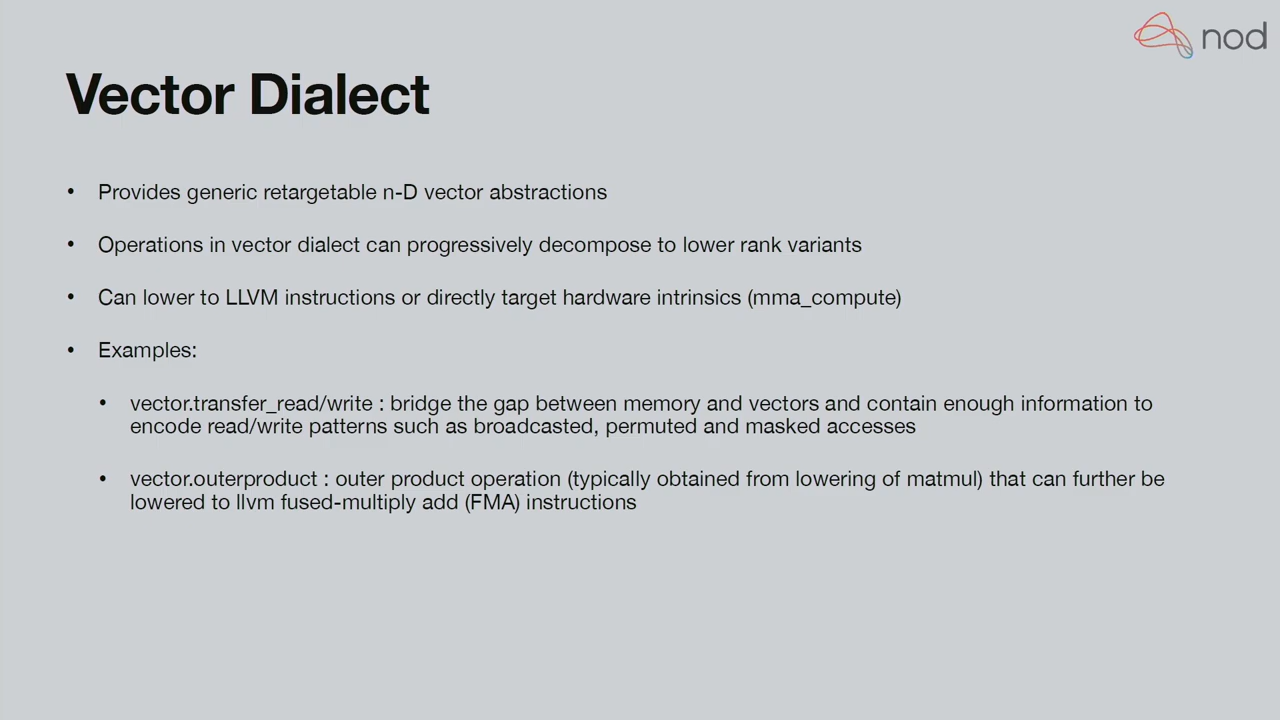 nod
Vector Dialect
• Provides generic retargetable n-D vector abstractions
• Operations in vector dialect can progressively decompose to lower rank variants
• Can lower to LLVM instructions or directly target hardware intrinsics (mma_compute)
• Examples:
• vector.transfer_read/write : bridge the gap between memory and vectors and contain enough information to
encode read/write patterns such as broadcasted, permuted and masked accesses
• vector.outerproduct : outer product operation (typically obtained from lowering of matmul) that can further be
lowered to llvm fused-multiply add (FMA) instructions